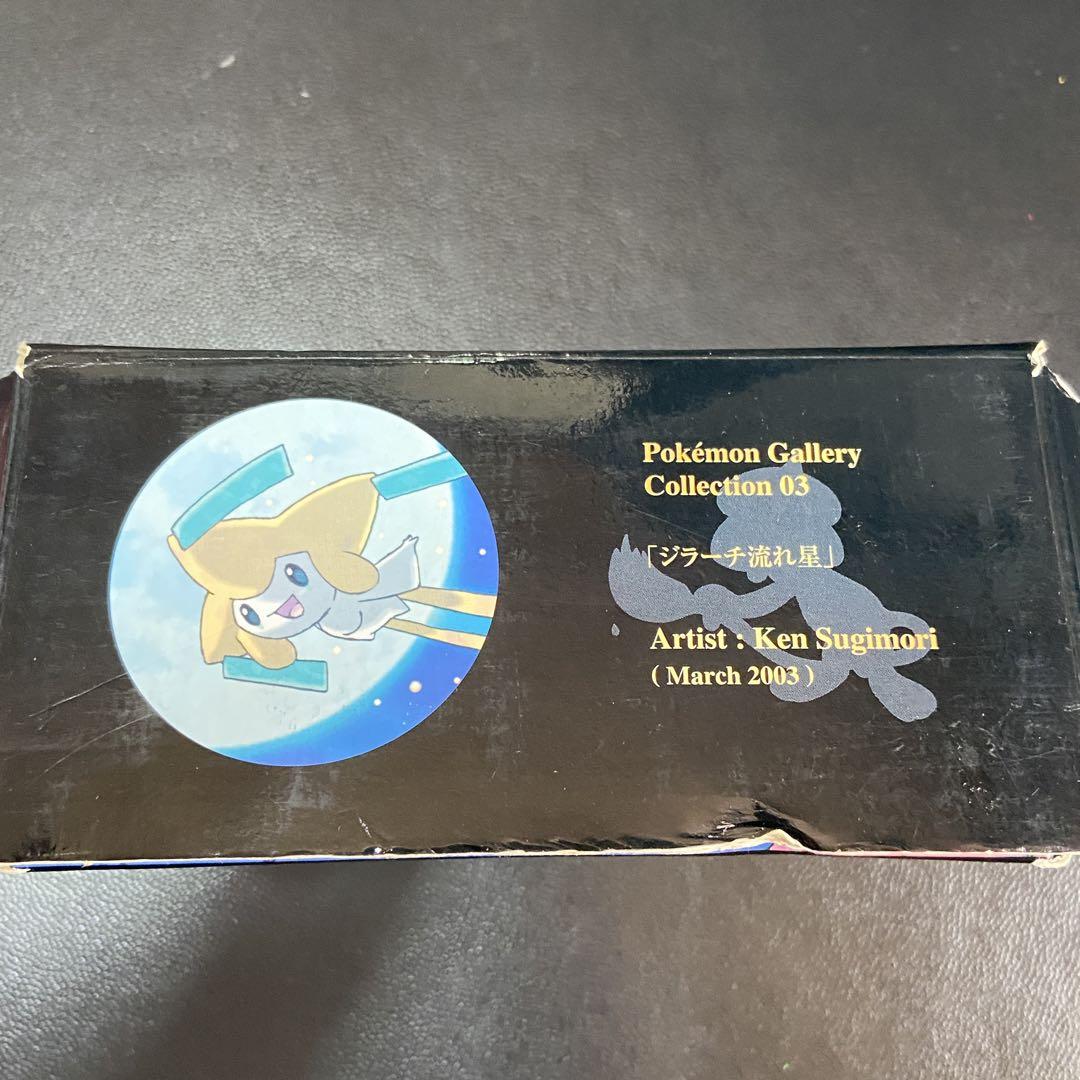 Pokémon Gallery
Collection 03
「ジラーチ流れ星」
Artist : Ken Sugimori
( March 2003 )